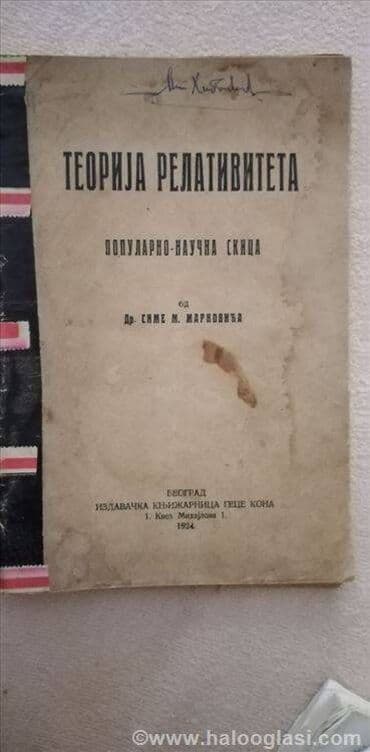 ТЕОРИЈА РЕЛАТИВИТЕТА
ПОПУЛАРНО-НАУЧНА СКИЦА
ОД
Др. СИМЕ М. МАРКОВИЋА
БЕОГРАД
ИЗДАВАЧКА КЊИЖАРНИЦА ГЕЦЕ КОНА
1. Кнез Михајлова 1.
1924
©www.halooglasi.com